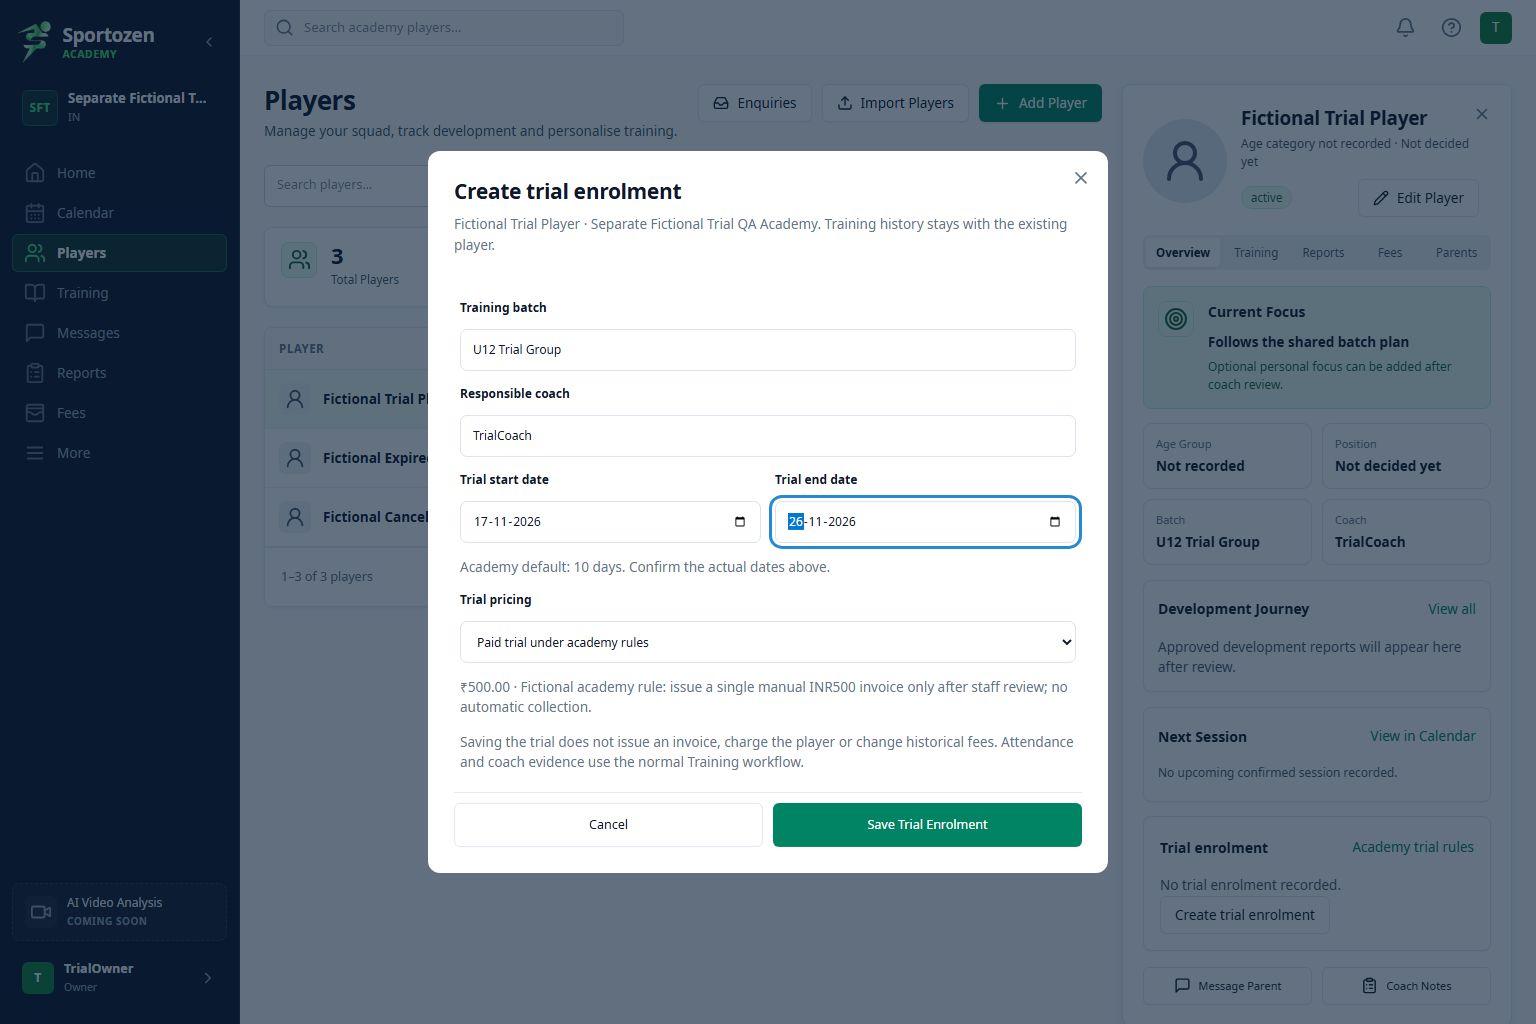 Sportozen
ACADEMY
SFT
Separate Fictional T...
IN
Home
Calendar
Players
Training
Messages
Reports
Fees
More
AI Video Analysis
COMING SOON
T
TrialOwner
Owner
Search academy players...
T
Players
Manage your squad, track development and personalise training.
Enquiries
Import Players
Add Player
Search players...
3
Total Players
PLAYER
Fictional Trial Pl
Fictional Expire
Fictional Cancel
1–3 of 3 players
Create trial enrolment
Fictional Trial Player · Separate Fictional Trial QA Academy. Training history stays with the existing
player.
Training batch
U12 Trial Group
Responsible coach
TrialCoach
Trial start date
Trial end date
17-11-2026
26-11-2026
Academy default: 10 days. Confirm the actual dates above.
Trial pricing
Paid trial under academy rules
₹500.00 · Fictional academy rule: issue a single manual INR500 invoice only after staff review; no
automatic collection.
Saving the trial does not issue an invoice, charge the player or change historical fees. Attendance
and coach evidence use the normal Training workflow.
Cancel
Save Trial Enrolment
Fictional Trial Player
Age category not recorded · Not decided
yet
active
Edit Player
Overview
Training
Reports
Fees
Parents
Current Focus
Follows the shared batch plan
Optional personal focus can be added after
coach review.
Age Group
Not recorded
Position
Not decided yet
Batch
U12 Trial Group
Coach
TrialCoach
Development Journey
View all
Approved development reports will appear here
after review.
Next Session
View in Calendar
No upcoming confirmed session recorded.
Trial enrolment
Academy trial rules
No trial enrolment recorded.
Create trial enrolment
Message Parent
Coach Notes